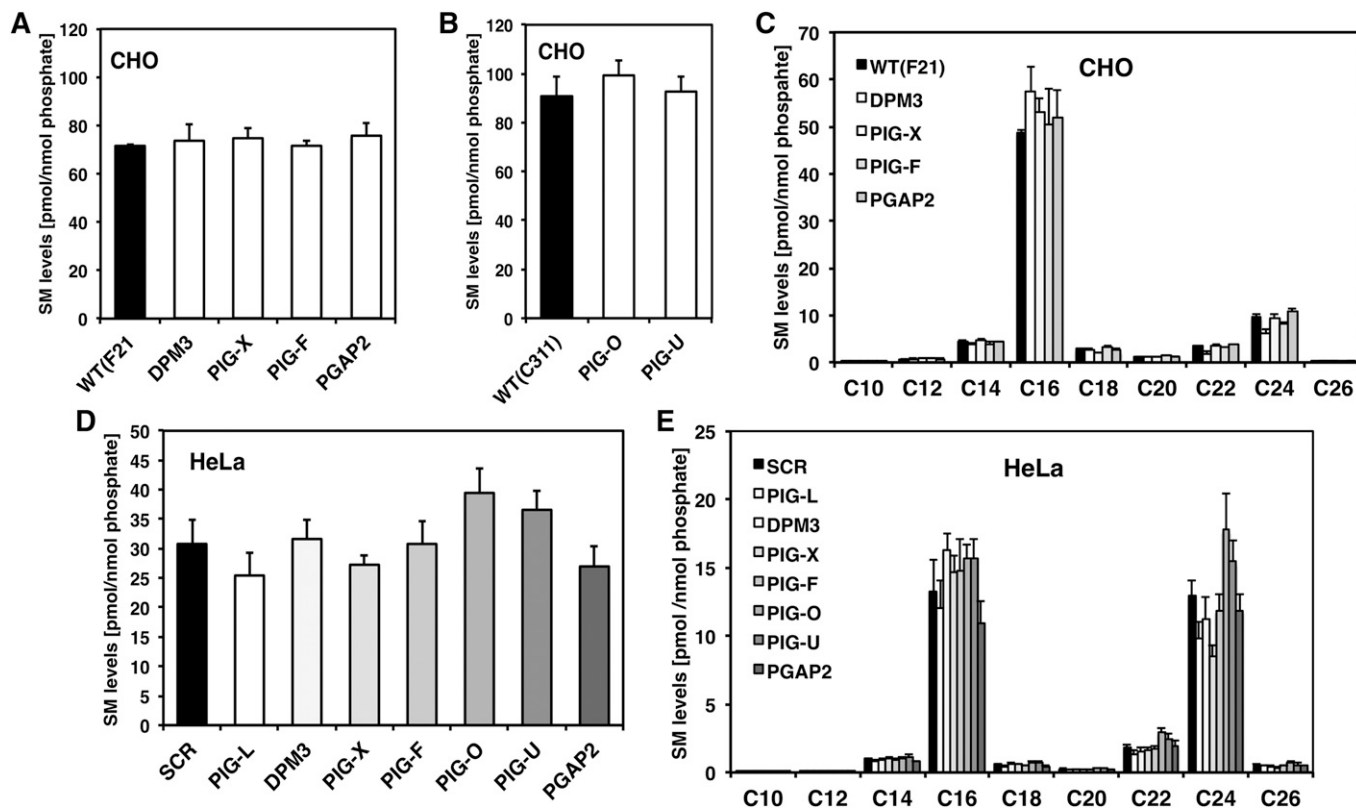 A
CHO
SM levels [pmol/nmol phosphate]
120
100
80
60
40
20
0
WT(F21
DPM3
PIG-X
PIG-F
PGAP2
B
CHO
SM levels [pmol/nmol phosphate]
120
100
80
60
40
20
0
WT(C311)
PIG-O
PIG-U
C
CHO
SM levels [pmol/nmol phospahte]
70
60
50
40
30
20
10
0
WT(F21)
DPM3
PIG-X
PIG-F
PGAP2
C10 C12 C14 C16 C18 C20 C22 C24 C26
D
HeLa
SM levels [pmol/nmol phosphate]
50
45
40
35
30
25
20
15
10
5
0
SCR
PIG-L
DPM3
PIG-X
PIG-F
PIG-O
PIG-U
PGAP2
E
HeLa
SM levels [pmol /nmol phosphate]
25
20
15
10
5
0
SCR
PIG-L
DPM3
PIG-X
PIG-F
PIG-O
PIG-U
PGAP2
C10 C12 C14 C16 C18 C20 C22 C24 C26